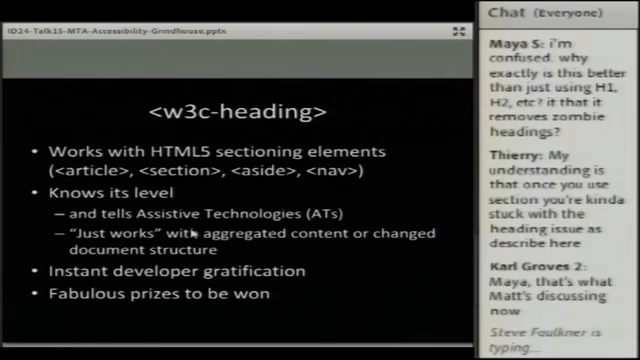 ID24-Talk15-MTA-Accessibility-Grindhouse.pptx
<w3c-heading>
• Works with HTML5 sectioning elements
(<article>, <section>, <aside>, <nav>)
• Knows its level
– and tells Assistive Technologies (ATs)
– “Just works” with aggregated content or changed
document structure
• Instant developer gratification
• Fabulous prizes to be won
Chat (Everyone)
Maya S: i'm
confused. why
exactly is this better
than just using H1,
H2, etc? it that it
removes zombie
headings?
Thierry: My
understanding is
that once you use
section you're kinda
stuck with the
heading issue as
describe here
Karl Groves 2:
Maya, that's what
Matt's discussing
now
Steve Faulkner is
typing...